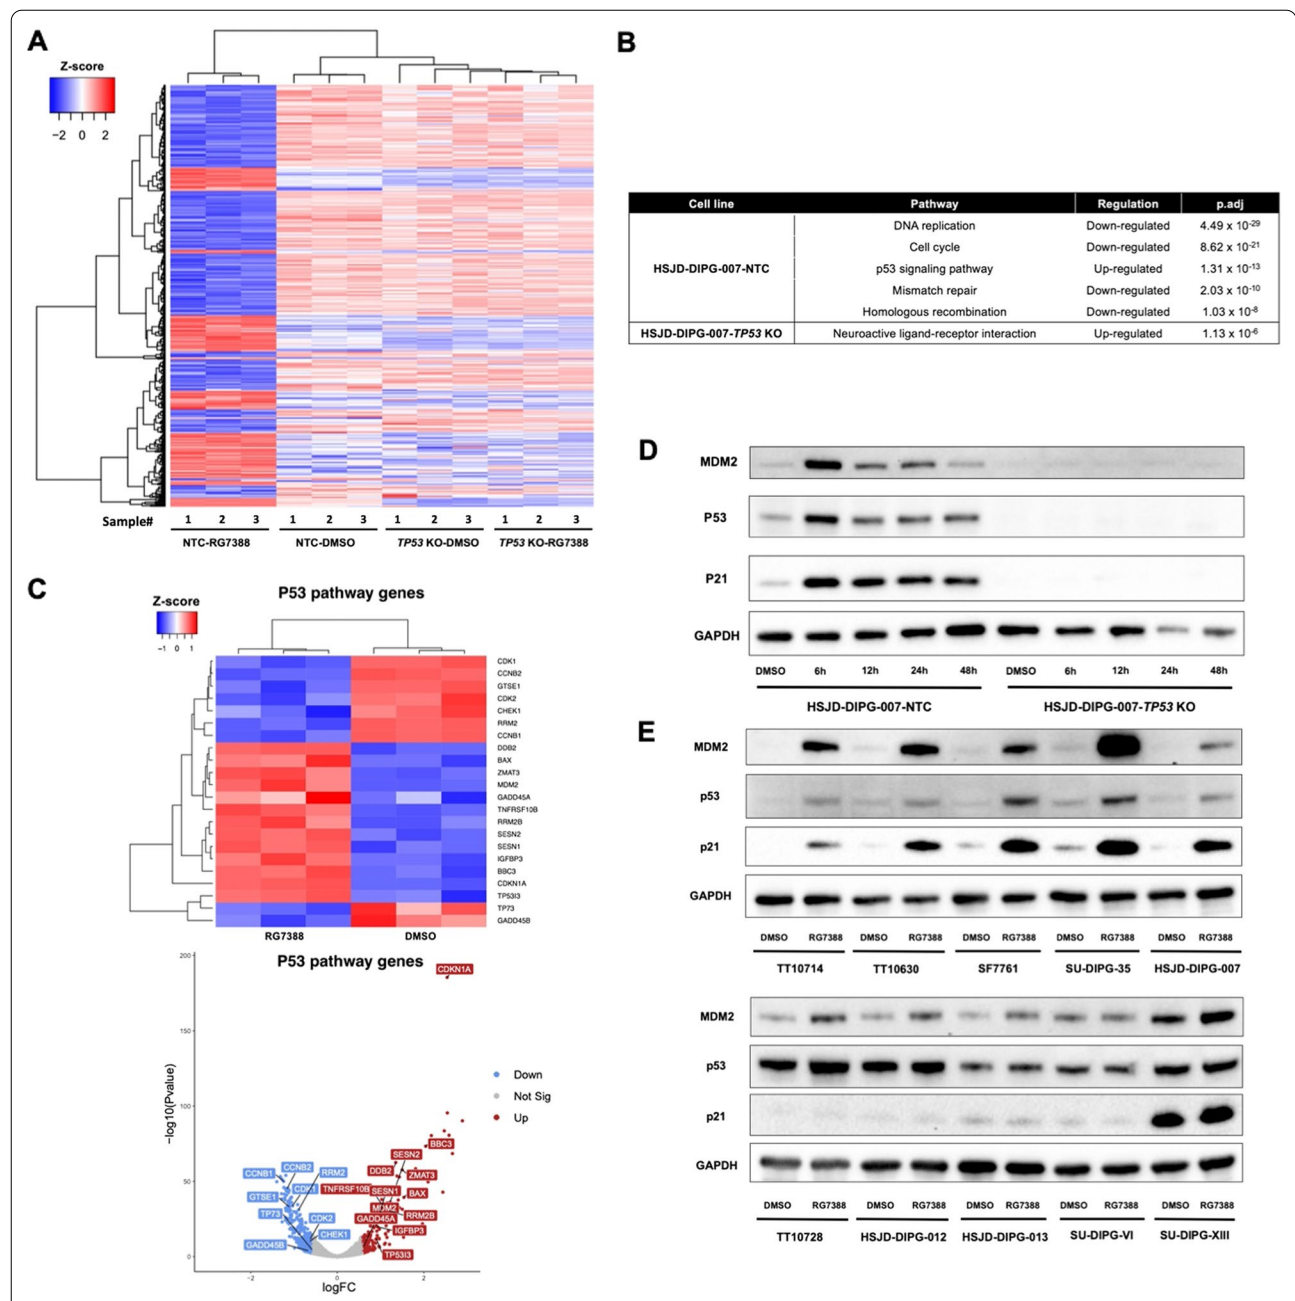 A
Z-score
−2 0 2
Sample# 1 2 3 1 2 3 1 2 3 1 2 3
NTC-RG7388 NTC-DMSO TP53 KO-DMSO TP53 KO-RG7388
B
Cell line Pathway Regulation p.adj
DNA replication Down-regulated 4.49 x 10-29
Cell cycle Down-regulated 8.62 x 10-21
HSJD-DIPG-007-NTC p53 signaling pathway Up-regulated 1.31 x 10-13
Mismatch repair Down-regulated 2.03 x 10-10
Homologous recombination Down-regulated 1.03 x 10-8
HSJD-DIPG-007-TP53 KO Neuroactive ligand-receptor interaction Up-regulated 1.13 x 10-6
C
P53 pathway genes
Z-score
−1 0 1
CDK1
CCNB2
GTSE1
CDK2
CHEK1
RRM2
CCNB1
DDB2
BAX
ZMAT3
MDM2
GADD45A
TNFRSF10B
RRM2B
SESN2
SESN1
IGFBP3
BBC3
CDKN1A
TP53I3
TP73
GADD45B
RG7388 DMSO
P53 pathway genes
200
150
100
50
0
−log10(Pvalue)
CDKN1A
BBC3
SESN2
DDB2
ZMAT3
CCNB1
CCNB2
RRM2
TNFRSF10B
SESN1
BAX
GTSE1
CDK1
MDM2
RRM2B
TP73
CDK2
GADD45A
IGFBP3
CHEK1
GADD45B
TP53I3
−2 0 2
logFC
Down
Not Sig
Up
D
MDM2
P53
P21
GAPDH
DMSO 6h 12h 24h 48h DMSO 6h 12h 24h 48h
HSJD-DIPG-007-NTC HSJD-DIPG-007-TP53 KO
E
MDM2
p53
p21
GAPDH
DMSO RG7388 DMSO RG7388 DMSO RG7388 DMSO RG7388 DMSO RG7388
TT10714 TT10630 SF7761 SU-DIPG-35 HSJD-DIPG-007
MDM2
p53
p21
GAPDH
DMSO RG7388 DMSO RG7388 DMSO RG7388 DMSO RG7388 DMSO RG7388
TT10728 HSJD-DIPG-012 HSJD-DIPG-013 SU-DIPG-VI SU-DIPG-XIII